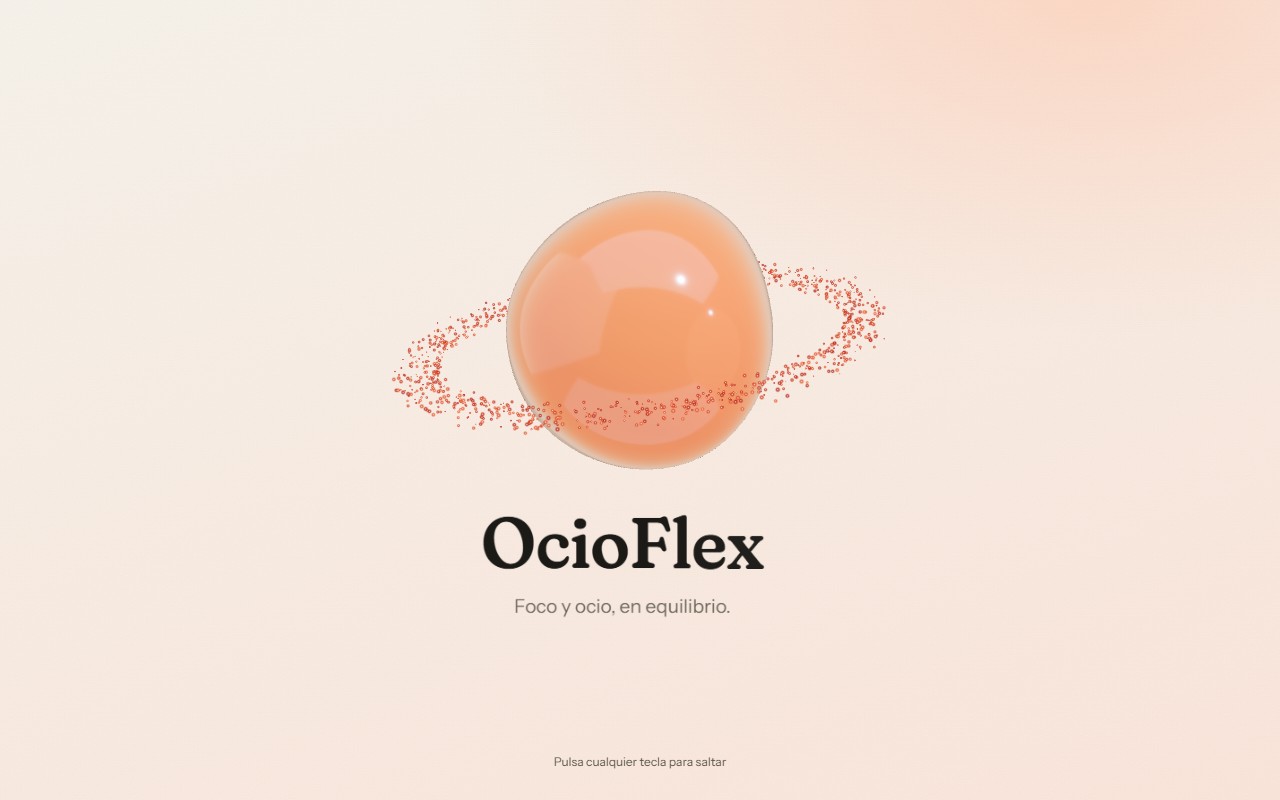 OcioFlex
Foco y ocio, en equilibrio.
Pulsa cualquier tecla para saltar